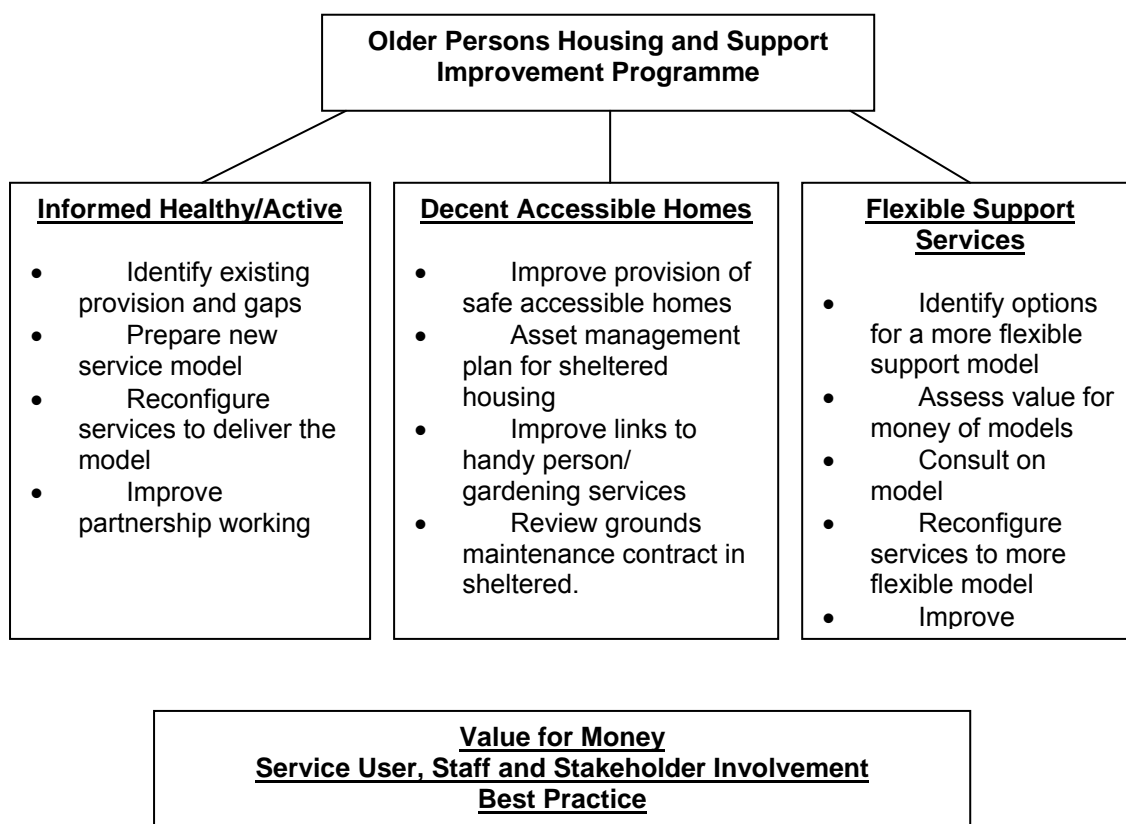 Older Persons Housing and Support
Improvement Programme
Informed Healthy/Active
• Identify existing
provision and gaps
• Prepare new
service model
• Reconfigure
services to deliver the
model
• Improve
partnership working
Decent Accessible Homes
• Improve provision of
safe accessible homes
• Asset management
plan for sheltered
housing
• Improve links to
handy person/
gardening services
• Review grounds
maintenance contract in
sheltered.
Flexible Support
Services
• Identify options
for a more flexible
support model
• Assess value for
money of models
• Consult on
model
• Reconfigure
services to more
flexible model
• Improve
Value for Money
Service User, Staff and Stakeholder Involvement
Best Practice